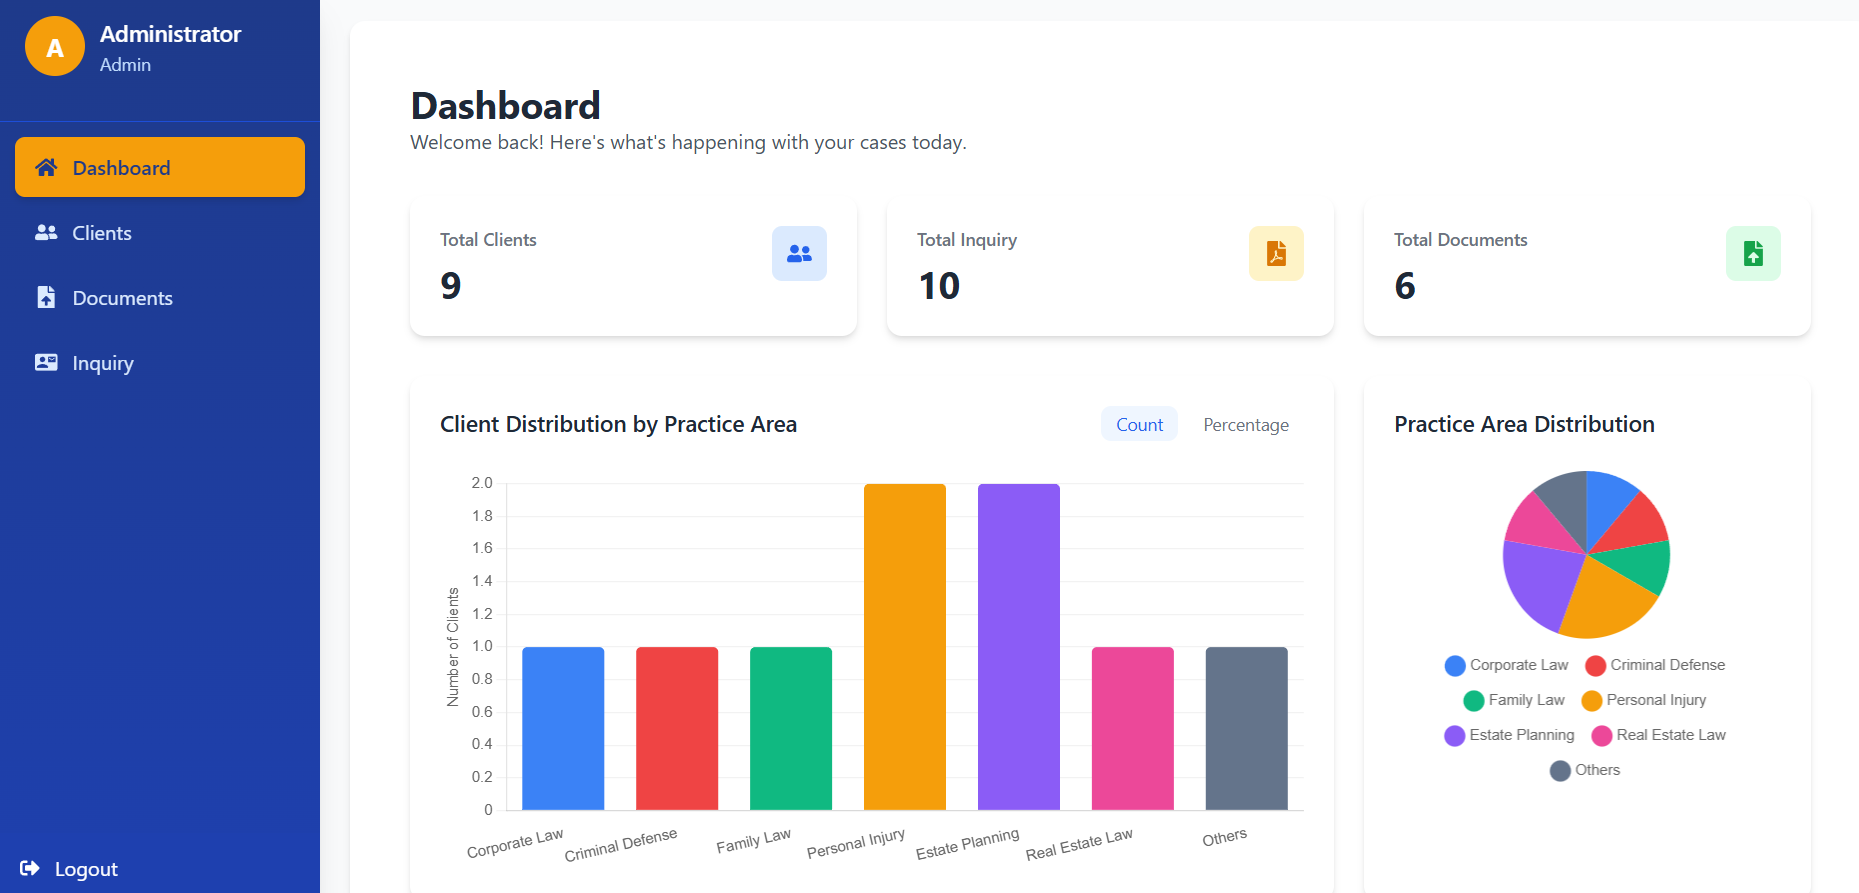 A
Administrator
Admin
Dashboard
Clients
Documents
Inquiry
Logout
Dashboard
Welcome back! Here's what's happening with your cases today.
Total Clients
9
Total Inquiry
10
Total Documents
6
Client Distribution by Practice Area
Count
Percentage
Number of Clients
2.0
1.8
1.6
1.4
1.2
1.0
0.8
0.6
0.4
0.2
0
Corporate Law
Criminal Defense
Family Law
Personal Injury
Estate Planning
Real Estate Law
Others
Practice Area Distribution
Corporate Law Criminal Defense
Family Law Personal Injury
Estate Planning Real Estate Law
Others